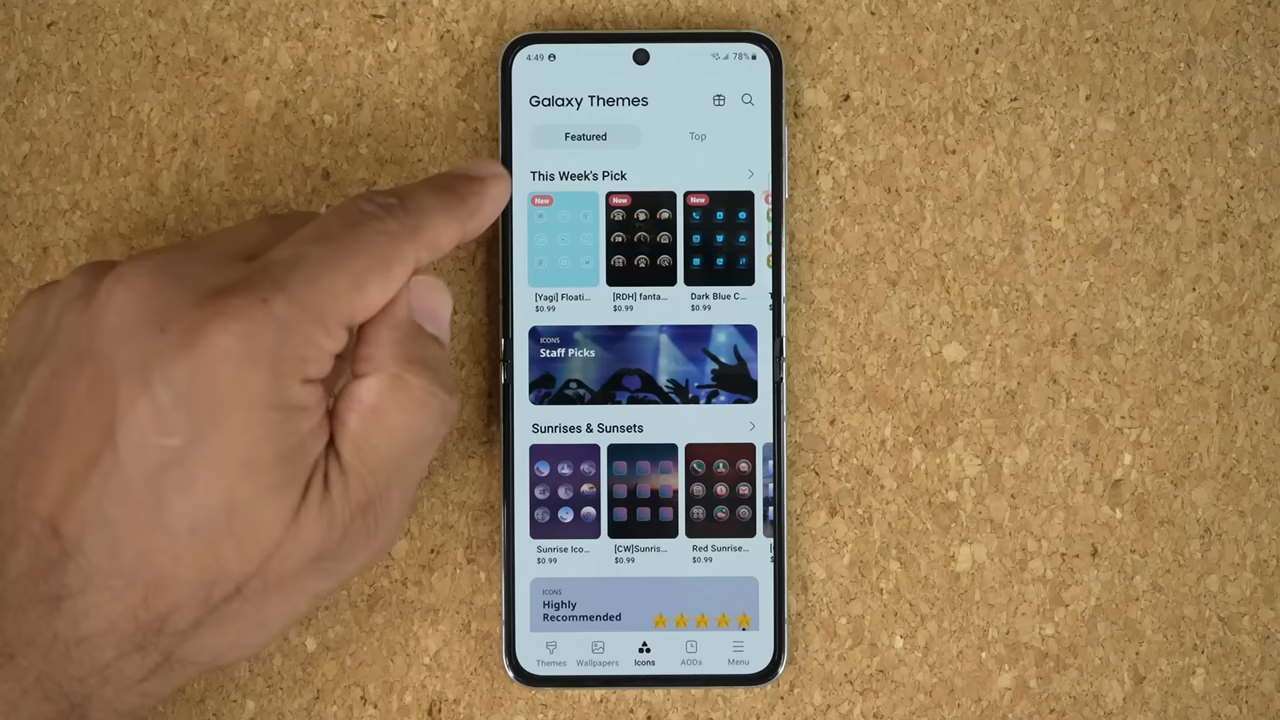 4:49
78%
Galaxy Themes
Featured
Top
This Week's Pick
New
New
New
[Yagi] Floati...
[RDH] fanta...
Dark Blue C...
$0.99
$0.99
$0.99
ICONS
Staff Picks
Sunrises & Sunsets
Sunrise Ico...
[CW]Sunris...
Red Sunrise...
$0.99
$0.99
$0.99
ICONS
Highly
Recommended
Themes
Wallpapers
Icons
AODs
Menu